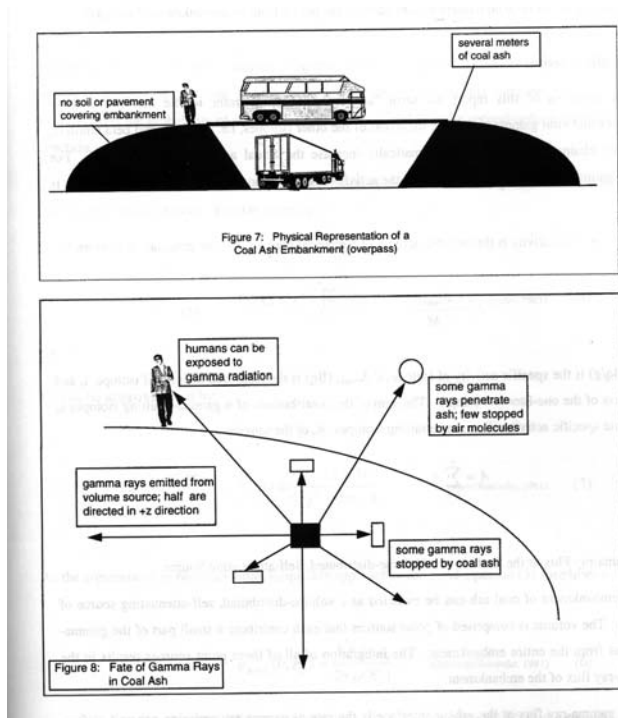 several meters
of coal ash
no soil or pavement
covering embankment
Figure 7: Physical Representation of a
Coal Ash Embankment (overpass)
humans can be
exposed to
gamma radiation
some gamma
rays penetrate
ash; few stopped
by air molecules
gamma rays emitted from
volume source; half are
directed in +z direction
some gamma rays
stopped by coal ash
Figure 8: Fate of Gamma Rays
in Coal Ash